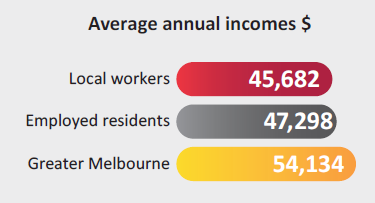 Average annual incomes $
Local workers 45,682
Employed residents 47,298
Greater Melbourne 54,134